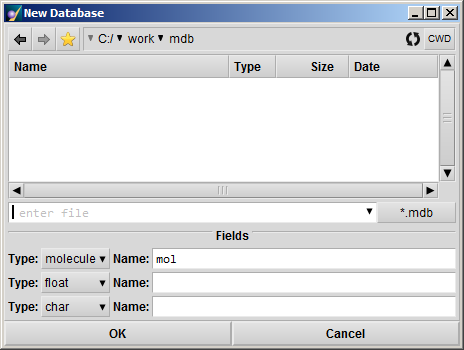 New Database
C:/ work mdb CWD
Name Type Size Date
enter file *.mdb
Fields
Type: molecule Name: mol
Type: float Name:
Type: char Name:
OK Cancel